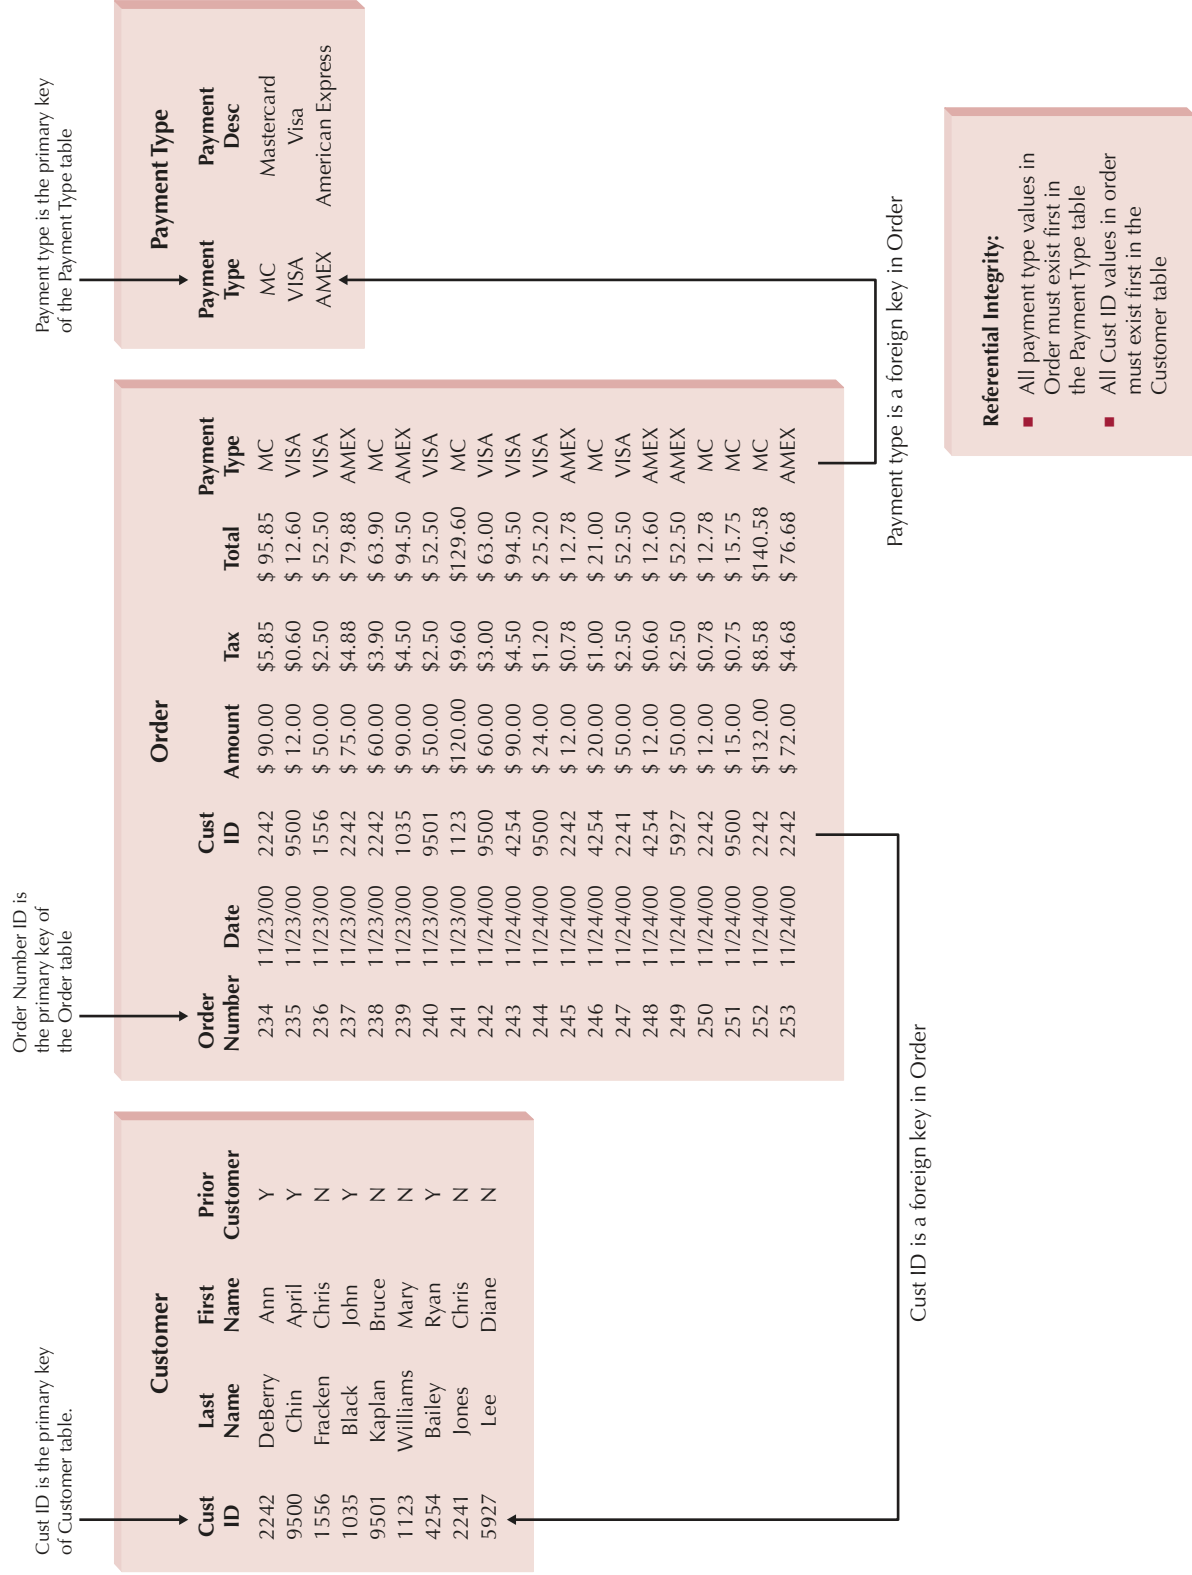 Cust ID is the primary key
of Customer table.
Customer
Cust ID Last Name First Name Prior Customer
2242 DeBerry Ann Y
9500 Chin April Y
1556 Fracken Chris N
1035 Black John Y
9501 Kaplan Bruce N
1123 Williams Mary N
4254 Bailey Ryan Y
2241 Jones Chris N
5927 Lee Diane N
Order Number ID is
the primary key of
the Order table
Order
Order Number Date Cust ID Amount Tax Total Payment Type
234 11/23/00 2242 $ 90.00 $5.85 $ 95.85 MC
235 11/23/00 9500 $ 12.00 $0.60 $ 12.60 VISA
236 11/23/00 1556 $ 50.00 $2.50 $ 52.50 VISA
237 11/23/00 2242 $ 75.00 $4.88 $ 79.88 AMEX
238 11/23/00 2242 $ 60.00 $3.90 $ 63.90 MC
239 11/23/00 1035 $ 90.00 $4.50 $ 94.50 AMEX
240 11/23/00 9501 $ 50.00 $2.50 $ 52.50 VISA
241 11/23/00 1123 $120.00 $9.60 $129.60 MC
242 11/24/00 9500 $ 60.00 $3.00 $ 63.00 VISA
243 11/24/00 4254 $ 90.00 $4.50 $ 94.50 VISA
244 11/24/00 9500 $ 24.00 $1.20 $ 25.20 VISA
245 11/24/00 2242 $ 12.00 $0.78 $ 12.78 AMEX
246 11/24/00 4254 $ 20.00 $1.00 $ 21.00 MC
247 11/24/00 2241 $ 50.00 $2.50 $ 52.50 VISA
248 11/24/00 4254 $ 12.00 $0.60 $ 12.60 AMEX
249 11/24/00 5927 $ 50.00 $2.50 $ 52.50 AMEX
250 11/24/00 2242 $ 12.00 $0.78 $ 12.78 MC
251 11/24/00 9500 $ 15.00 $0.75 $ 15.75 MC
252 11/24/00 2242 $132.00 $8.58 $140.58 MC
253 11/24/00 2242 $ 72.00 $4.68 $ 76.68 AMEX
Payment type is the primary key
of the Payment Type table
Payment Type
Payment Type Payment Desc
MC Mastercard
VISA Visa
AMEX American Express
Cust ID is a foreign key in Order
Payment type is a foreign key in Order
Referential Integrity:
■ All payment type values in
Order must exist first in
the Payment Type table
■ All Cust ID values in order
must exist first in the
Customer table